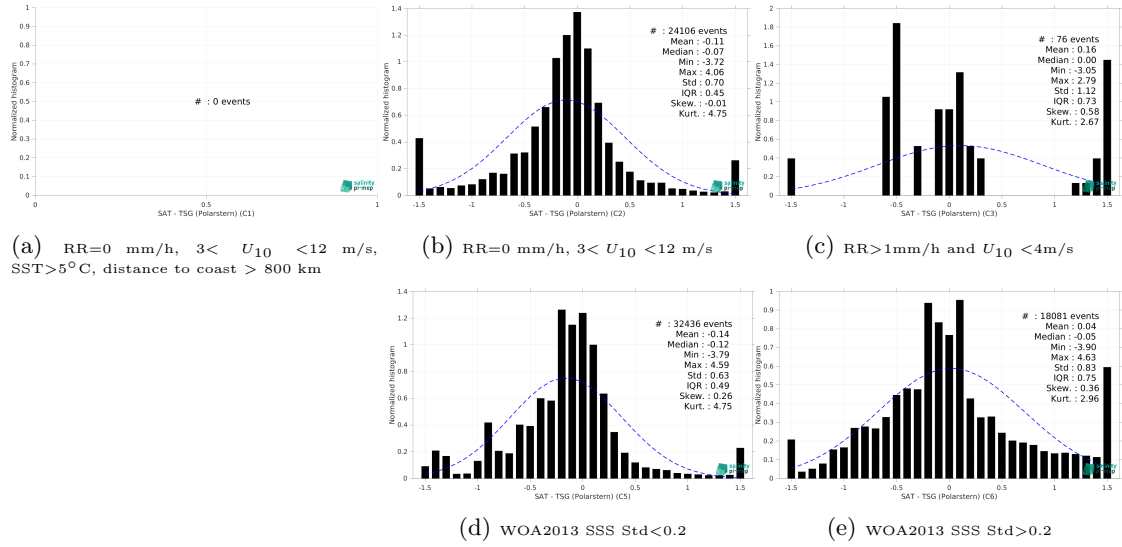 1
0.9
0.8
0.7
0.6
0.5
0.4
0.3
0.2
0.1
0
Normalized histogram
# : 0 events
0 0.5 1
SAT - TSG (Polarstern) (C1)
salinity
pi-mep
(a) RR=0 mm/h, 3< U10 <12 m/s,
SST>5°C, distance to coast > 800 km
1.4
1.2
1
0.8
0.6
0.4
0.2
0
Normalized histogram
# : 24106 events
Mean : -0.11
Median : -0.07
Min : -3.72
Max : 4.06
Std : 0.70
IQR : 0.45
Skew. : -0.01
Kurt. : 4.75
-1.5 -1 -0.5 0 0.5 1 1.5
SAT - TSG (Polarstern) (C2)
salinity
pi-mep
(b) RR=0 mm/h, 3< U10 <12 m/s
2
1.8
1.6
1.4
1.2
1
0.8
0.6
0.4
0.2
0
Normalized histogram
# : 76 events
Mean : 0.16
Median : 0.00
Min : -3.05
Max : 2.79
Std : 1.12
IQR : 0.73
Skew. : 0.58
Kurt. : 2.67
-1.5 -1 -0.5 0 0.5 1 1.5
SAT - TSG (Polarstern) (C3)
salinity
pi-mep
(c) RR>1mm/h and U10 <4m/s
1.4
1.2
1
0.8
0.6
0.4
0.2
0
Normalized histogram
# : 32436 events
Mean : -0.14
Median : -0.12
Min : -3.79
Max : 4.59
Std : 0.63
IQR : 0.49
Skew. : 0.26
Kurt. : 4.75
-1.5 -1 -0.5 0 0.5 1 1.5
SAT - TSG (Polarstern) (C5)
salinity
pi-mep
(d) WOA2013 SSS Std<0.2
1
0.9
0.8
0.7
0.6
0.5
0.4
0.3
0.2
0.1
0
Normalized histogram
# : 18081 events
Mean : 0.04
Median : -0.05
Min : -3.90
Max : 4.63
Std : 0.83
IQR : 0.75
Skew. : 0.36
Kurt. : 2.96
-1.5 -1 -0.5 0 0.5 1 1.5
SAT - TSG (Polarstern) (C6)
salinity
pi-mep
(e) WOA2013 SSS Std>0.2